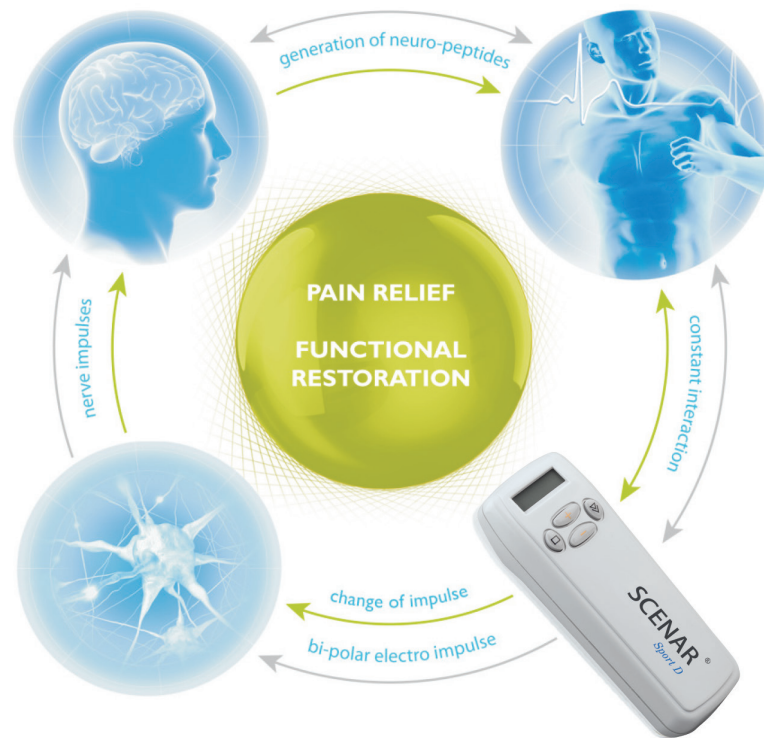 generation of neuro-peptides
PAIN RELIEF
FUNCTIONAL
RESTORATION
nerve impulses
constant interaction
change of impulse
bi-polar electro impulse
SCENAR®
Sport D